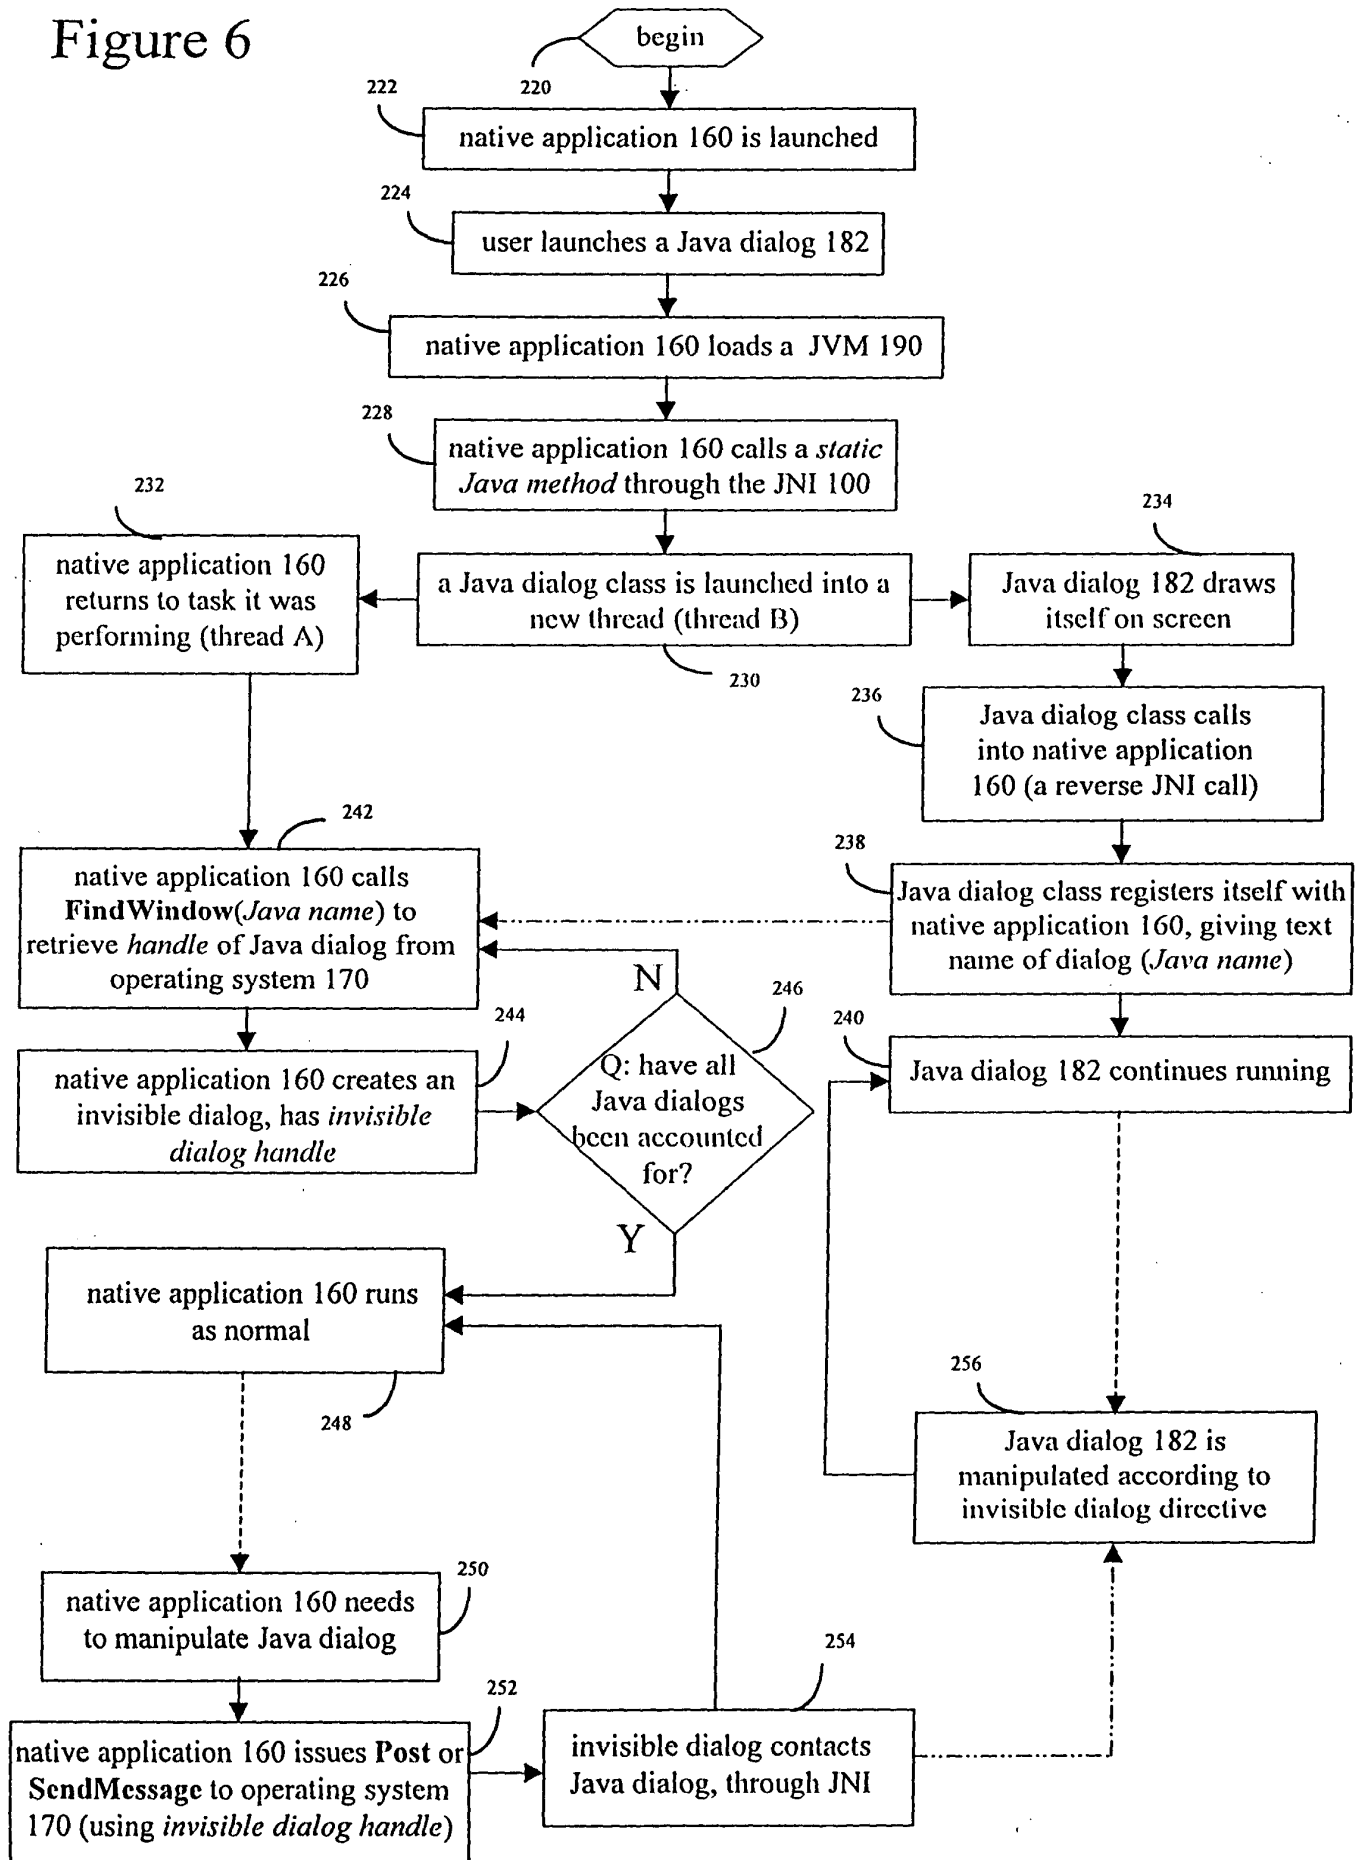 Figure 6
begin
220
222
native application 160 is launched
224
user launches a Java dialog 182
226
native application 160 loads a JVM 190
228
native application 160 calls a static
Java method through the JNI 100
232
native application 160
returns to task it was
performing (thread A)
a Java dialog class is launched into a
new thread (thread B)
230
234
Java dialog 182 draws
itself on screen
236
Java dialog class calls
into native application
160 (a reverse JNI call)
238
Java dialog class registers itself with
native application 160, giving text
name of dialog (Java name)
242
native application 160 calls
FindWindow(Java name) to
retrieve handle of Java dialog from
operating system 170
N
246
240
Java dialog 182 continues running
244
native application 160 creates an
invisible dialog, has invisible
dialog handle
Q: have all
Java dialogs
been accounted
for?
Y
native application 160 runs
as normal
248
256
Java dialog 182 is
manipulated according to
invisible dialog directive
250
native application 160 needs
to manipulate Java dialog
252
native application 160 issues Post or
SendMessage to operating system
170 (using invisible dialog handle)
254
invisible dialog contacts
Java dialog, through JNI